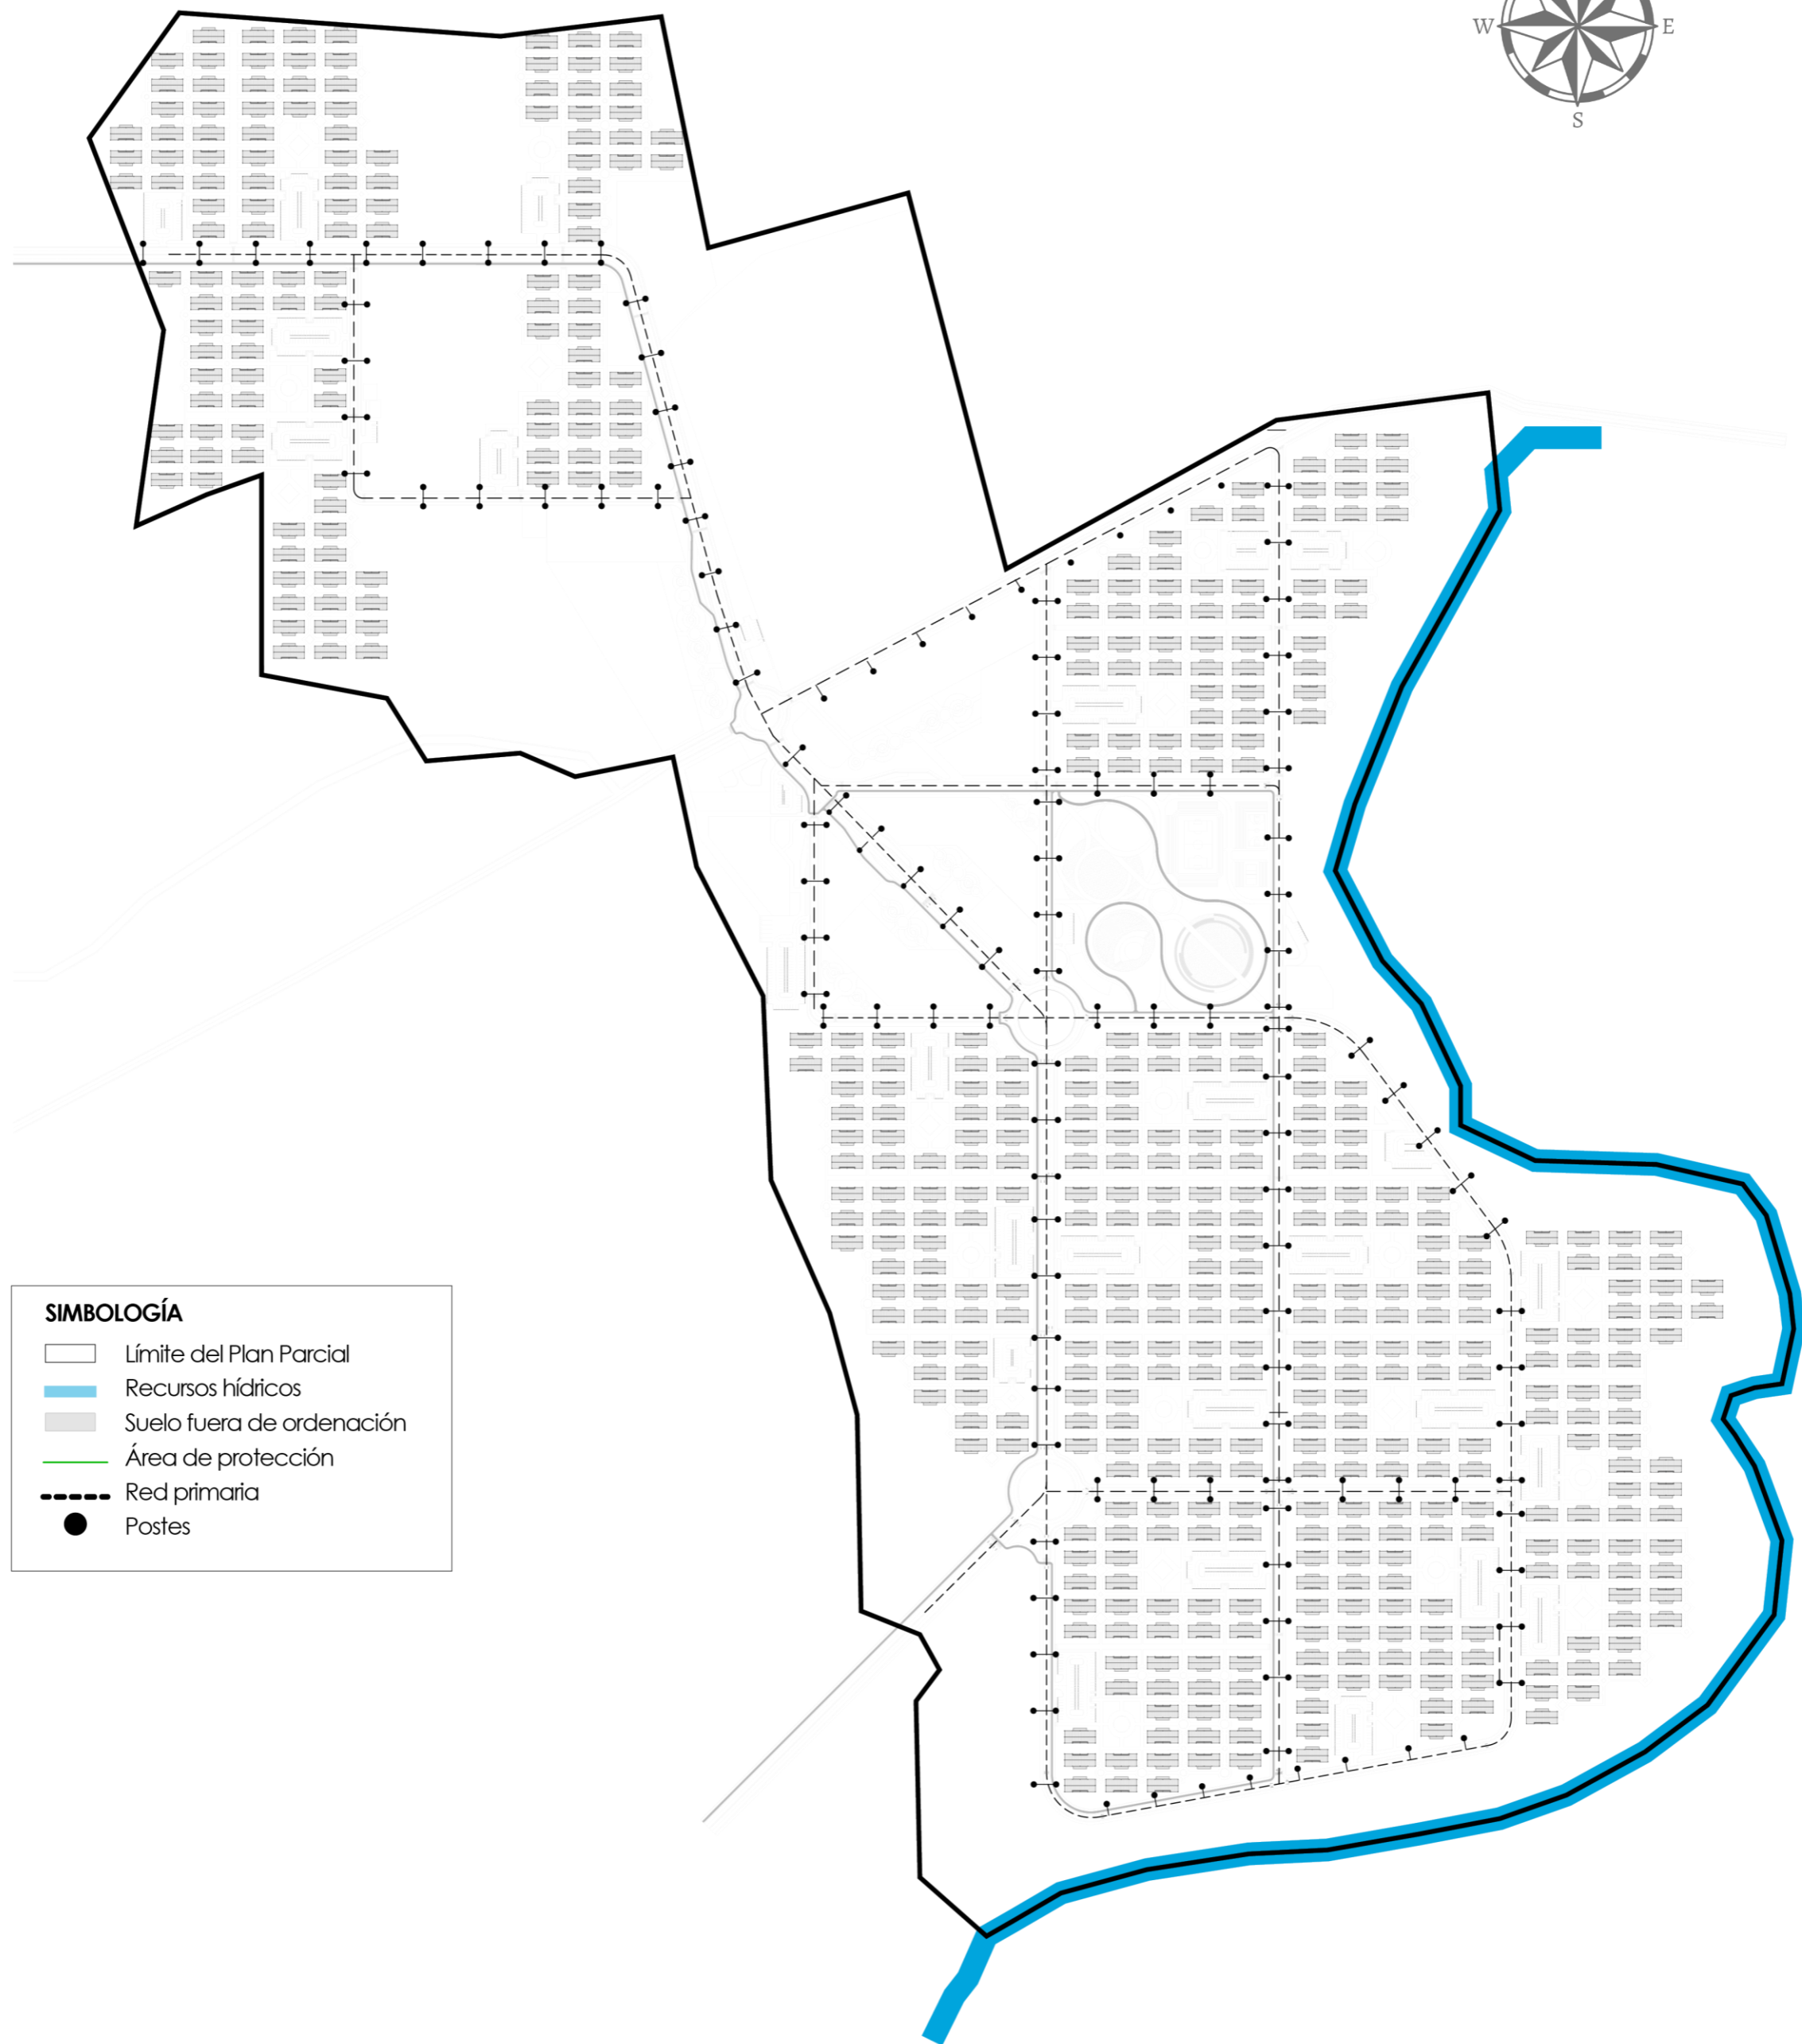 W E
S
SIMBOLOGÍA
Límite del Plan Parcial
Recursos hídricos
Suelo fuera de ordenación
Área de protección
Red primaria
Postes